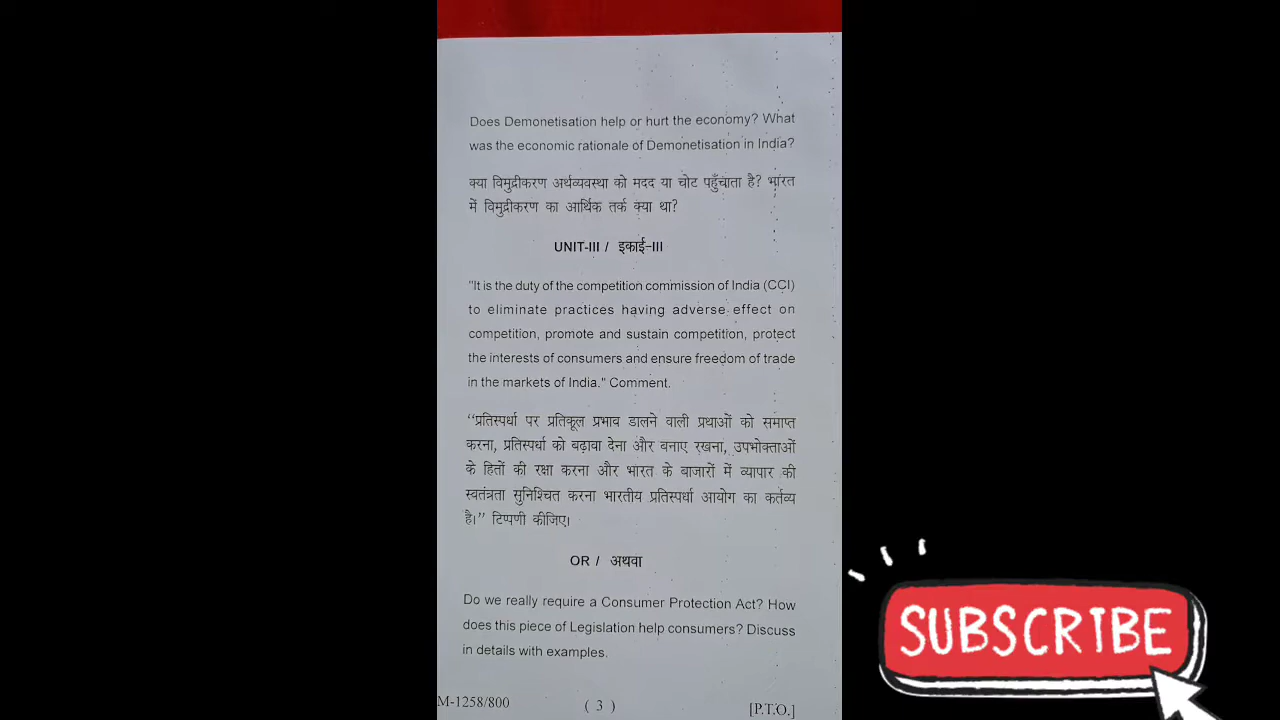 Does Demonetisation help or hurt the economy? What
was the economic rationale of Demonetisation in India?
क्या विमुद्रीकरण अर्थव्यवस्था को मदद या चोट पहुँचाता है? भारत
में विमुद्रीकरण का आर्थिक तर्क क्या था?
UNIT-III / इकाई-III
"It is the duty of the competition commission of India (CCI)
to eliminate practices having adverse effect on
competition, promote and sustain competition, protect
the interests of consumers and ensure freedom of trade
in the markets of India." Comment.
“प्रतिस्पर्धा पर प्रतिकूल प्रभाव डालने वाली प्रथाओं को समाप्त
करना, प्रतिस्पर्धा को बढ़ावा देना और बनाए रखना, उपभोक्ताओं
के हितों की रक्षा करना और भारत के बाजारों में व्यापार की
स्वतंत्रता सुनिश्चित करना भारतीय प्रतिस्पर्धा आयोग का कर्तव्य
है।” टिप्पणी कीजिए।
OR / अथवा
Do we really require a Consumer Protection Act? How
does this piece of Legislation help consumers? Discuss
in details with examples.
M-1258/800 ( 3 ) [P.T.O.]
SUBSCRIBE